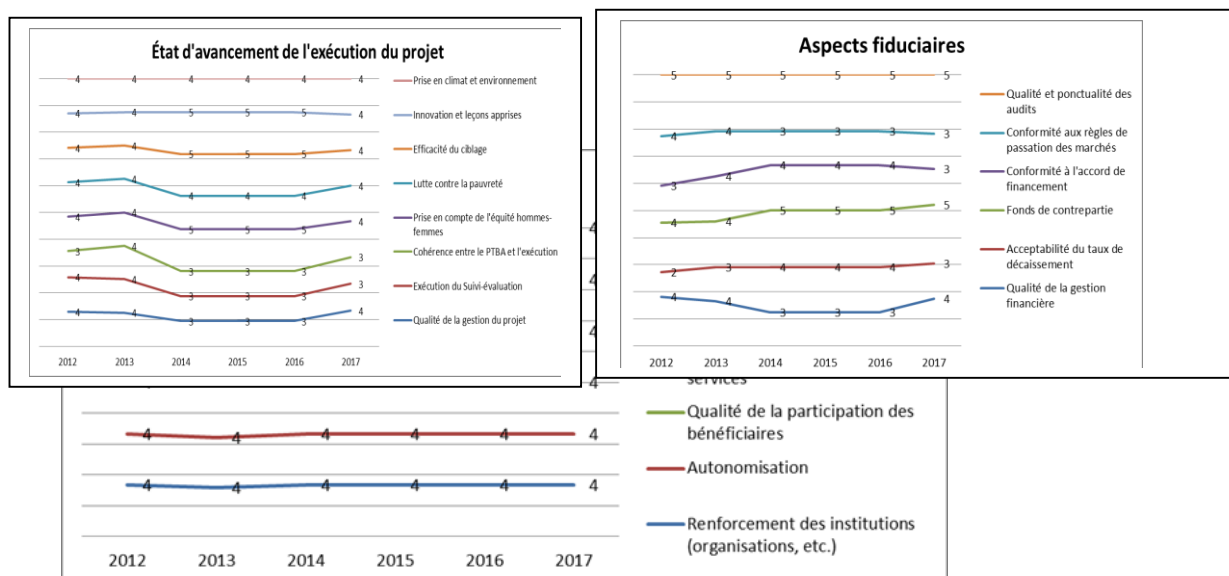 État d'avancement de l'exécution du projet
4 4 4 4 4 4 Prise en climat et environnement
4 4 5 5 5 4 Innovation et leçons apprises
4 4 5 5 5 4 Efficacité du ciblage
4 4 4 4 4 4 Lutte contre la pauvreté
4 4 5 5 5 4 Prise en compte de l'équité hommes-
femmes
3 4 3 3 3 3 Cohérence entre le PTBA et l'exécution
4 4 3 3 3 3 Exécution du Suivi-évaluation
4 4 3 3 3 4 Qualité de la gestion du projet
2012 2013 2014 2015 2016 2017
Aspects fiduciaires
5 5 5 5 5 5 Qualité et ponctualité des
audits
4 4 3 3 3 3 Conformité aux règles de
passation des marchés
3 4 4 4 4 3 Conformité à l'accord de
financement
4 4 5 5 5 5 Fonds de contrepartie
2 3 4 4 4 3 Acceptabilité du taux de
décaissement
4 4 3 3 3 4 Qualité de la gestion
financière
2012 2013 2014 2015 2016 2017
4
4
4
4
services
Qualité de la participation des
bénéficiaires
4 4 4 4 4 4 Autonomisation
4 4 4 4 4 4 Renforcement des institutions
(organisations, etc.)
2012 2013 2014 2015 2016 2017